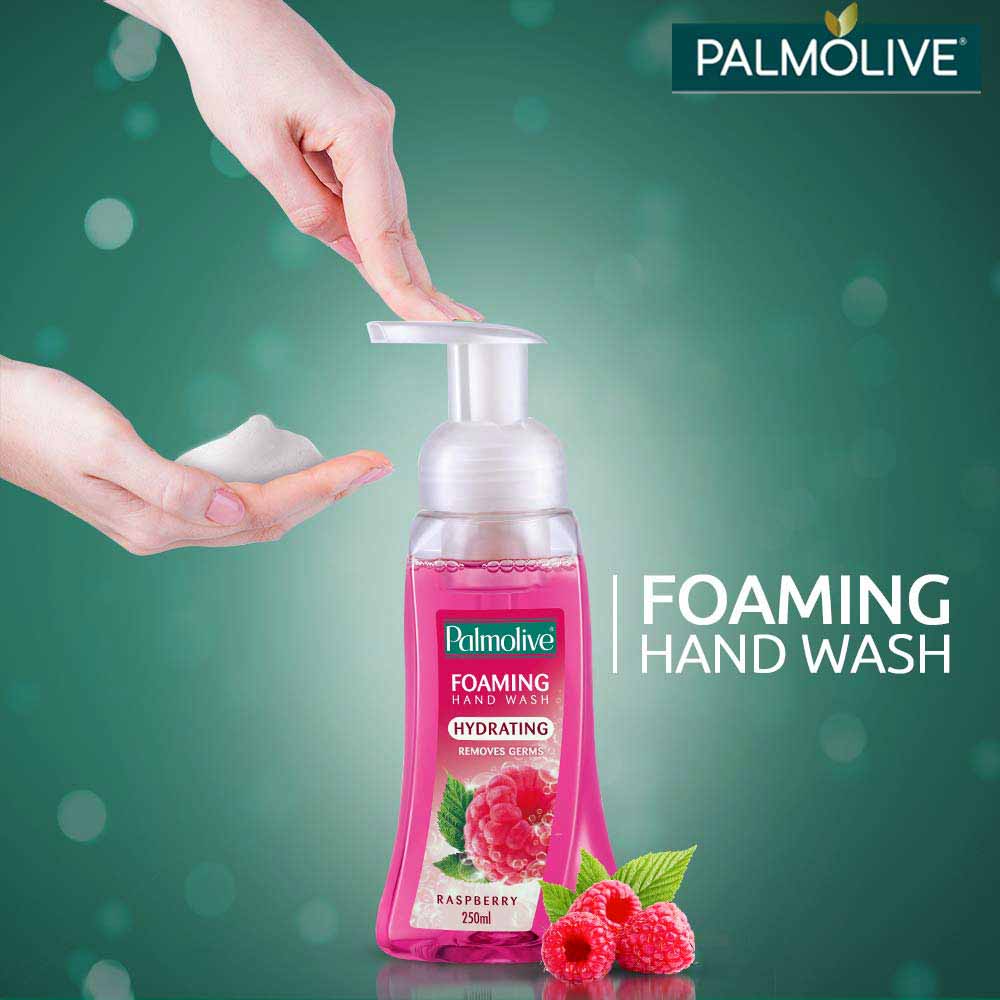 PALMOLIVE®
FOAMING
HAND WASH
Palmolive®
FOAMING
HAND WASH
HYDRATING
REMOVES GERMS
RASPBERRY
250ml